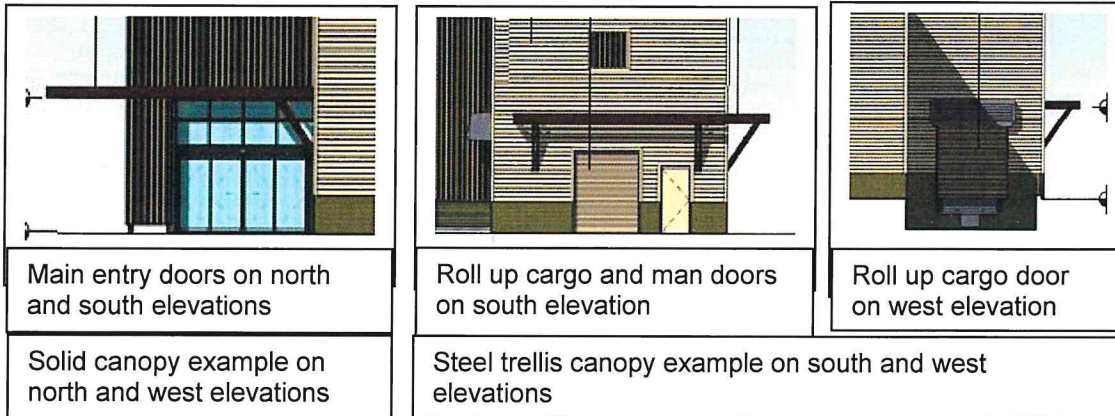 Main entry doors on north
and south elevations
Roll up cargo and man doors
on south elevation
Roll up cargo door
on west elevation
Solid canopy example on
north and west elevations
Steel trellis canopy example on south and west
elevations